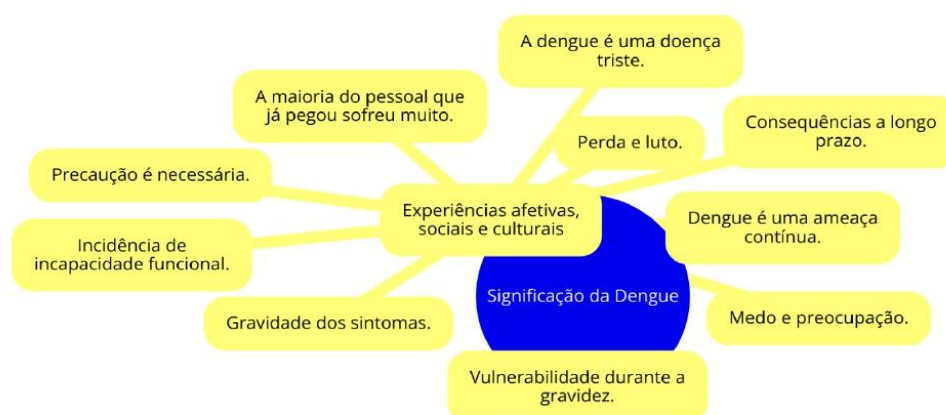 A dengue é uma doença
triste.
A maioria do pessoal que
já pegou sofreu muito.
Consequências a longo
prazo.
Perda e luto.
Precaução é necessária.
Experiências afetivas,
sociais e culturais
Dengue é uma ameaça
contínua.
Incidência de
incapacidade funcional.
Significação da Dengue
Gravidade dos sintomas.
Medo e preocupação.
Vulnerabilidade durante a
gravidez.